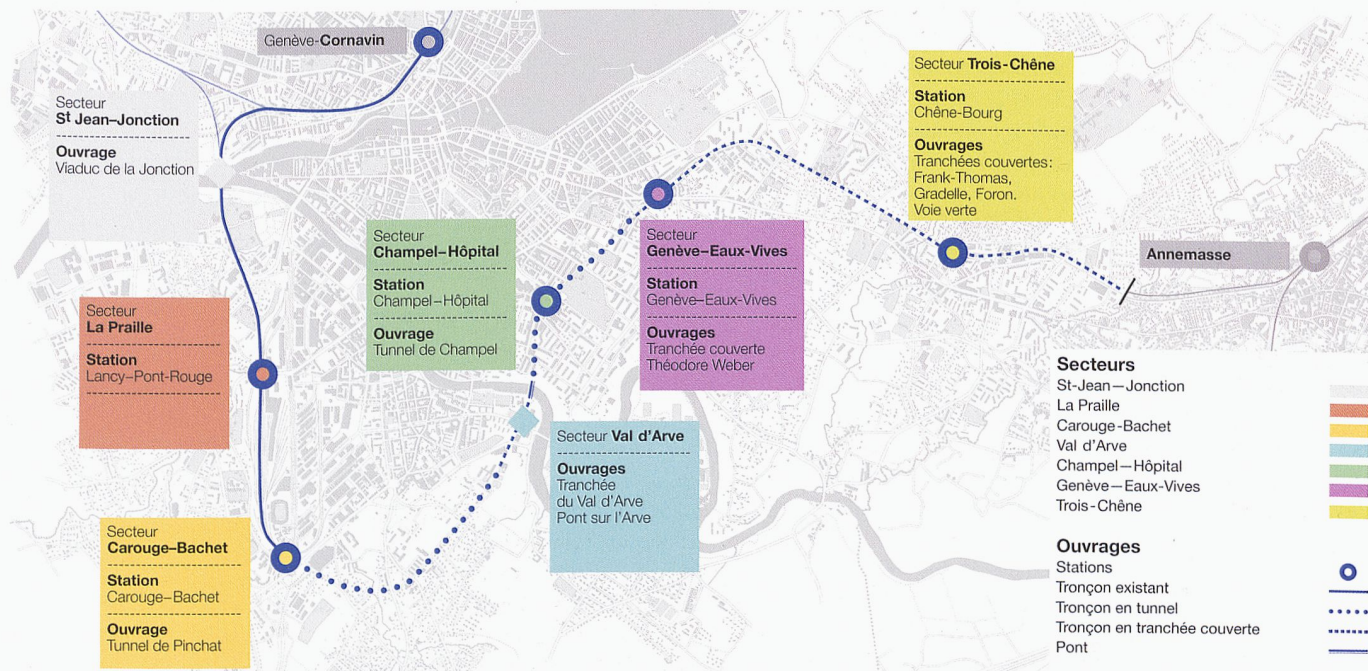 Genève-Cornavin
Secteur
St Jean–Jonction
Ouvrage
Viaduc de la Jonction
Secteur
La Praille
Station
Lancy–Pont-Rouge
Secteur
Carouge–Bachet
Station
Carouge–Bachet
Ouvrage
Tunnel de Pinchat
Secteur
Champel–Hôpital
Station
Champel–Hôpital
Ouvrage
Tunnel de Champel
Secteur Val d'Arve
Ouvrages
Tranchée
du Val d'Arve
Pont sur l'Arve
Secteur
Genève–Eaux-Vives
Station
Genève–Eaux-Vives
Ouvrages
Tranchée couverte
Théodore Weber
Secteur Trois-Chêne
Station
Chêne-Bourg
Ouvrages
Tranchées couvertes:
Frank-Thomas,
Gradelle, Foron.
Voie verte
Annemasse
Secteurs
St-Jean—Jonction
La Praille
Carouge-Bachet
Val d'Arve
Champel—Hôpital
Genève—Eaux-Vives
Trois-Chêne
Ouvrages
Stations
Tronçon existant
Tronçon en tunnel
Tronçon en tranchée couverte
Pont